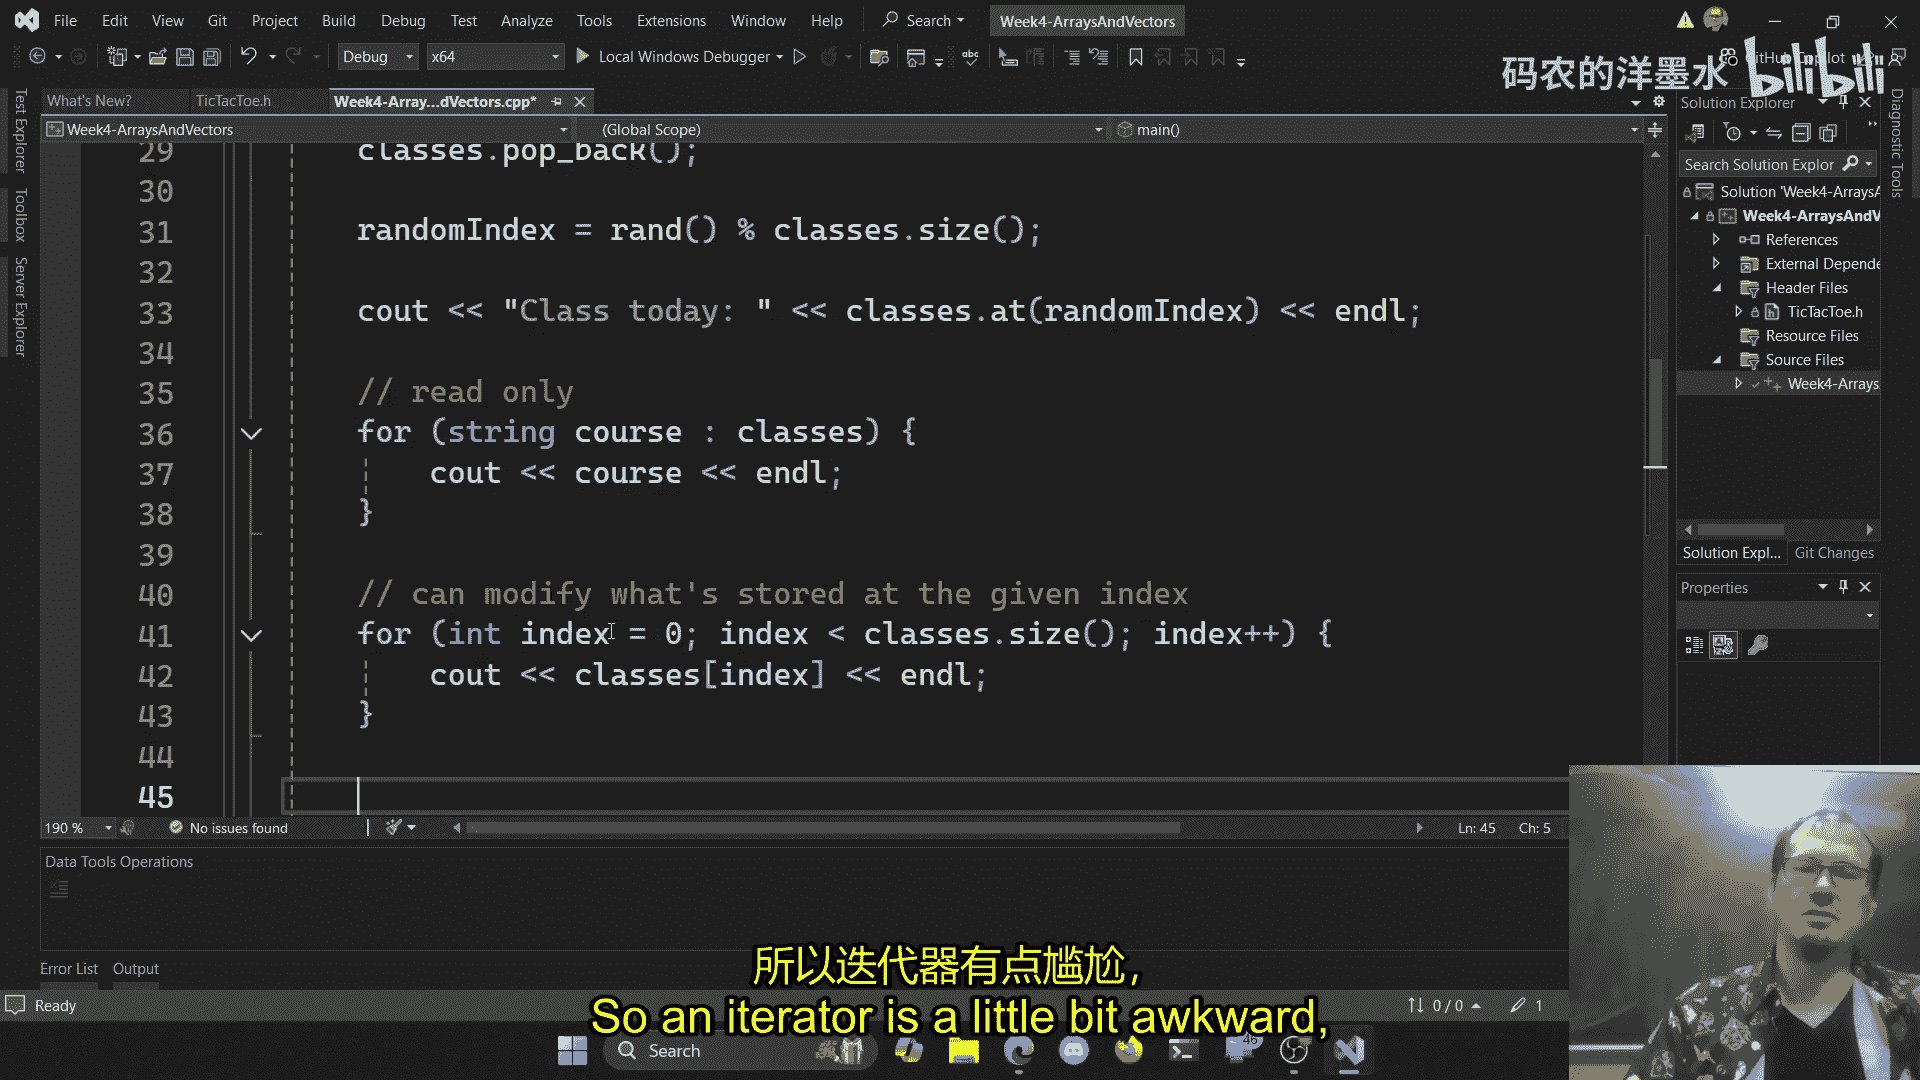 File Edit View Git Project Build Debug Test Analyze Tools Extensions Window Help Search Week4-ArraysAndVectors
Debug x64 Local Windows Debugger
码农的洋墨水 bilibili
What's New? TicTacToe.h Week4-Array...dVectors.cpp*
Week4-ArraysAndVectors (Global Scope) main()
Test Explorer
Toolbox
Server Explorer
29 classes.pop_back();
30
31 randomIndex = rand() % classes.size();
32
33 cout << "Class today: " << classes.at(randomIndex) << endl;
34
35 // read only
36 for (string course : classes) {
37 cout << course << endl;
38 }
39
40 // can modify what's stored at the given index
41 for (int index = 0; index < classes.size(); index++) {
42 cout << classes[index] << endl;
43 }
44
45
190 % No issues found Ln: 45 Ch: 5
Solution Explorer
Search Solution Explor
Solution 'Week4-ArraysA
Week4-ArraysAndV
References
External Depende
Header Files
TicTacToe.h
Resource Files
Source Files
Week4-Arrays
Solution Expl... Git Changes
Properties
Diagnostic Tools
Data Tools Operations
Error List Output
所以迭代器有点尴尬，
So an iterator is a little bit awkward,
Ready 0 / 0 1
Search 46